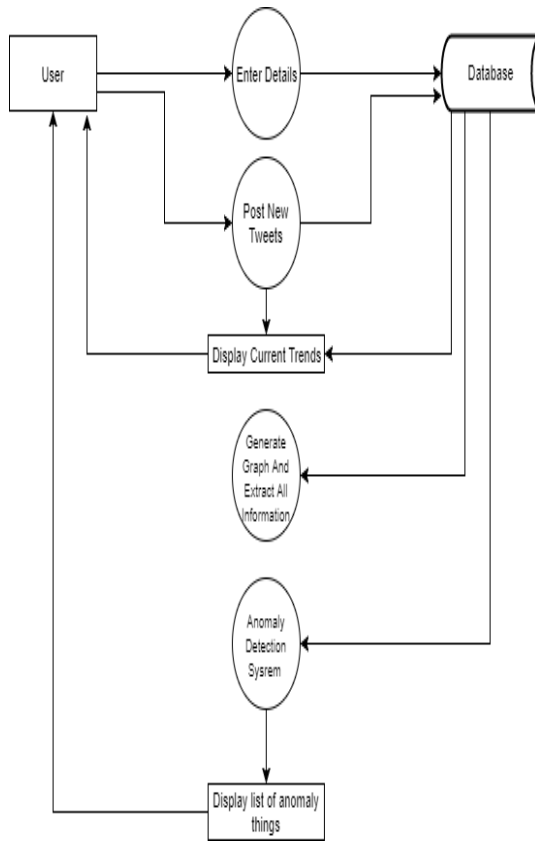 User
Enter Details
Database
Post New
Tweets
Display Current Trends
Generate
Graph And
Extract All
Information
Anomaly
Detection
Sysrem
Display list of anomaly
things